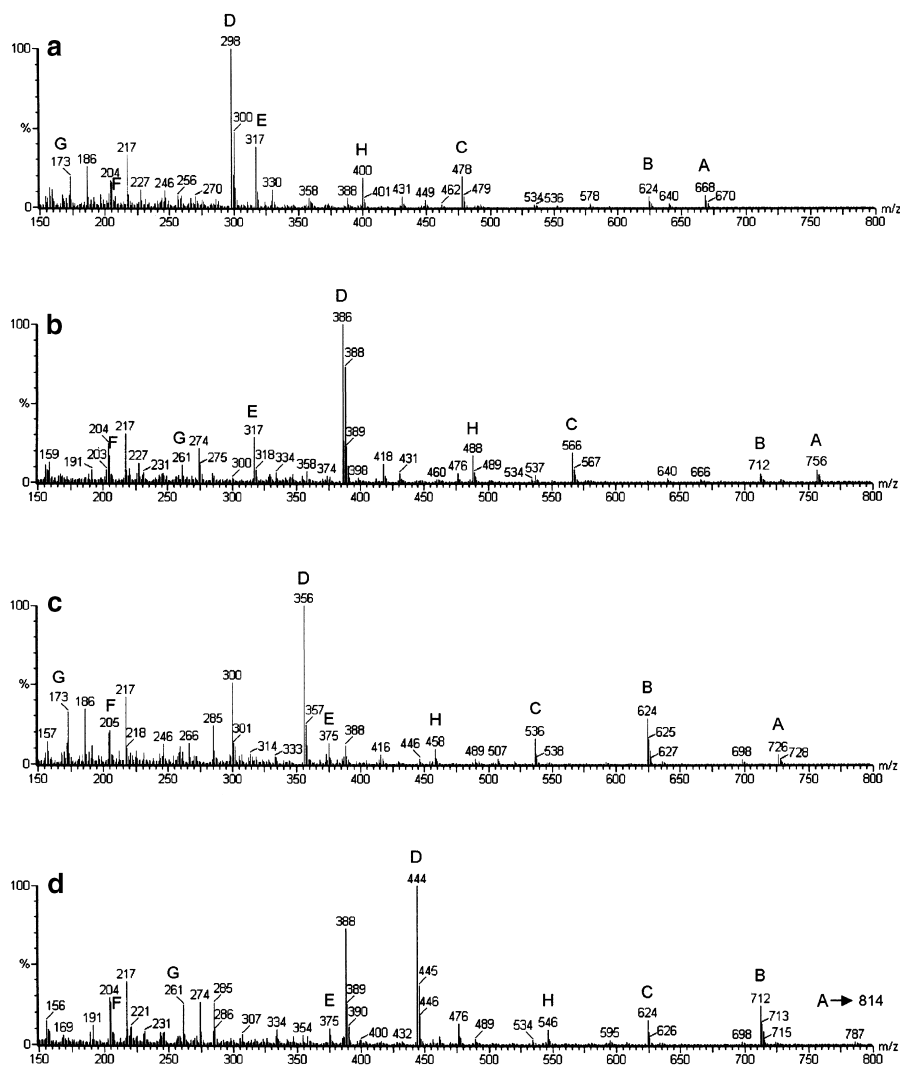 D
a
100 298
300 E
317
% H
G 400 C
217 478
173 186 B A
204 F 227 246 256 270 330 358 388 401 431 449 462 479 534 536 578 624 640 668 670
0
150 200 250 300 350 400 450 500 550 600 650 700 750 800 m/z
D
b
100 386
388
% E
204 217 317 389 H C
F G 274 488 566
159 191 203 227 231 261 275 300 318 334 358 374 398 418 431 460 476 489 534 537 567 640 666 B 712 A 756
0
150 200 250 300 350 400 450 500 550 600 650 700 750 800 m/z
D
c
100 356
300
% G F 217 B
173 186 357 624
205 285 E H C 625 A
157 218 246 266 301 314 333 375 388 416 446 458 489 507 536 538 627 698 726 728
0
150 200 250 300 350 400 450 500 550 600 650 700 750 800 m/z
D
d
100 444
388
% G B
217 261 274 285 445 712 A → 814
204 F 389 E 446 H C 713
156 169 191 221 231 286 307 334 354 375 390 400 432 476 489 534 546 595 624 626 698 715 787
0
150 200 250 300 350 400 450 500 550 600 650 700 750 800 m/z